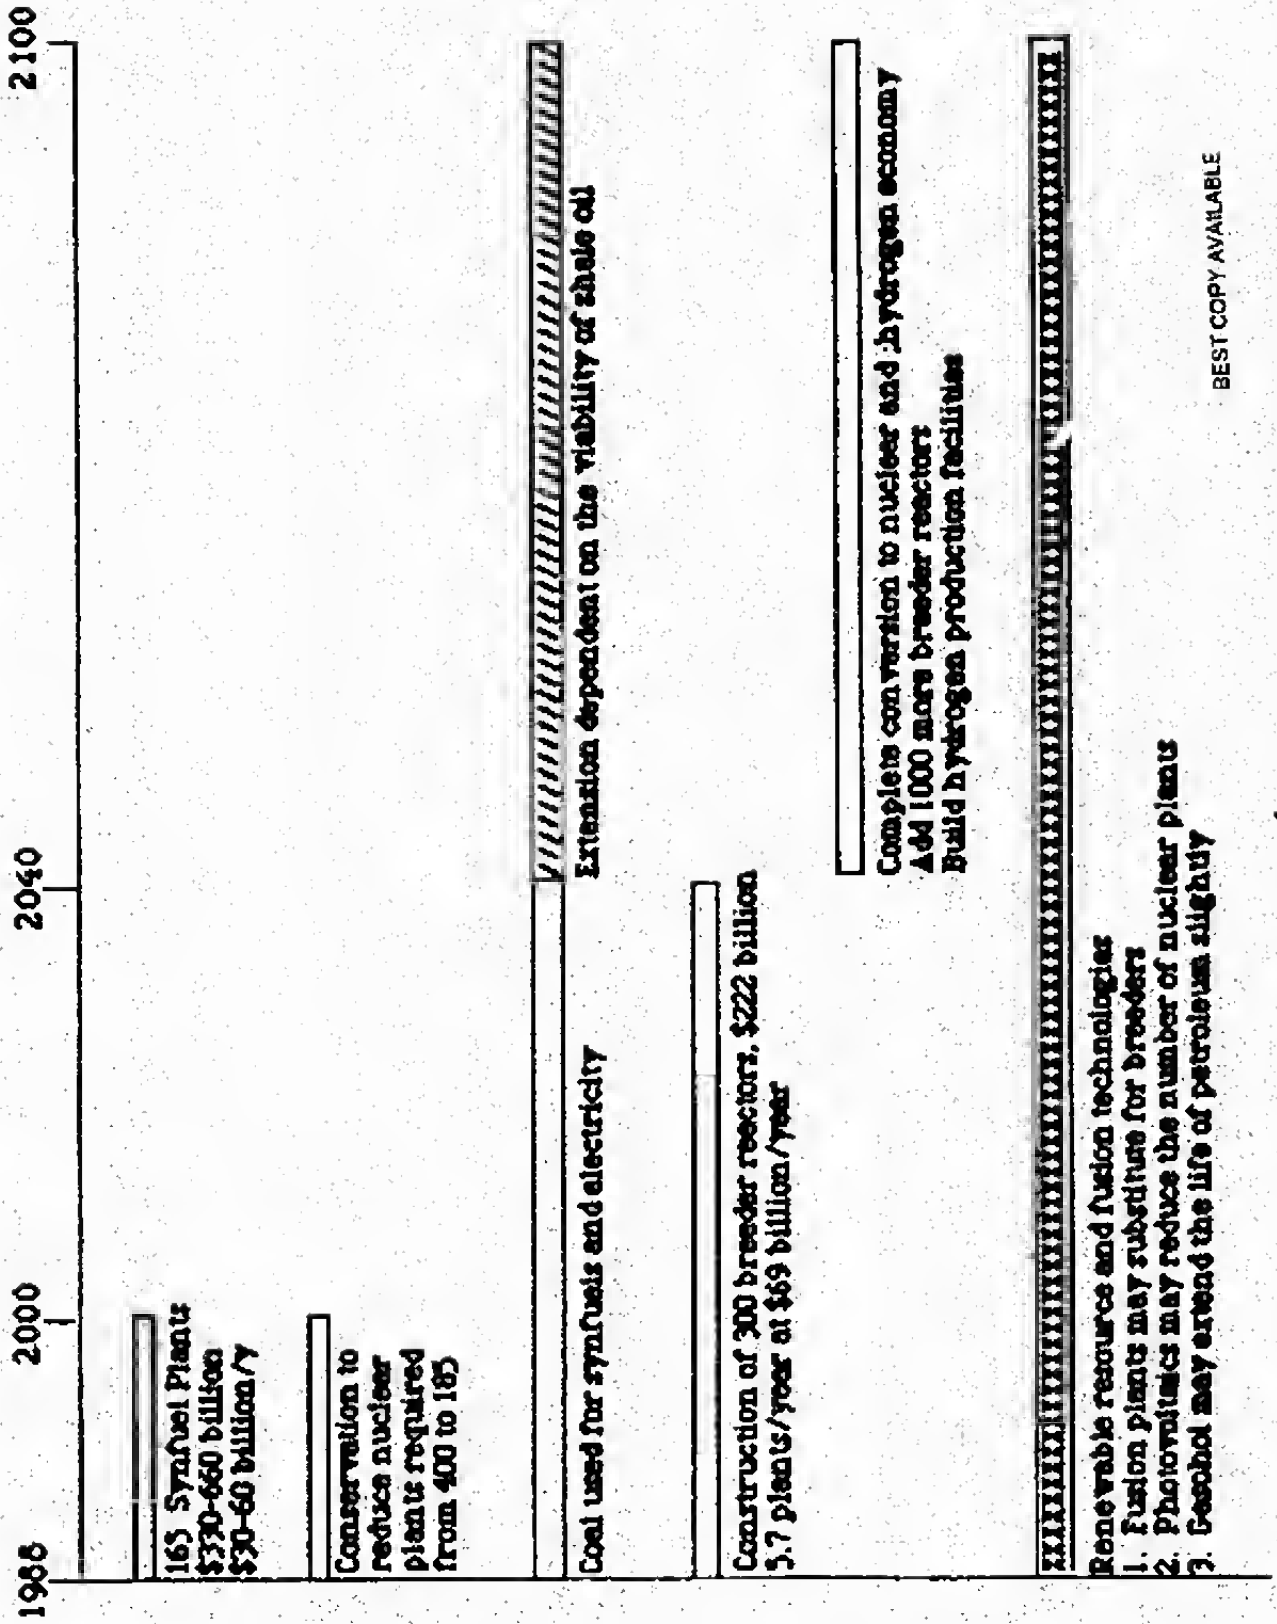 1988 2000 2040 2100
165 Synfuel Plants
$330-660 billion
$30-60 billion/y
Conservation to
reduce nuclear
plants required
from 400 to 185
Coal used for synfuels and electricity
Extension dependent on the viability of shale oil
Construction of 300 breeder reactors, $222 billion
5.7 plants/year at $69 billion/year
Complete conversion to nuclear and hydrogen economy
Add 1000 more breeder reactors
Build hydrogen production facilities
Renewable resource and fusion technologies
1. Fusion plants may substitute for breeders
2. Photovoltaics may reduce the number of nuclear plants
3. Gasohol may extend the life of petroleum slightly
BEST COPY AVAILABLE